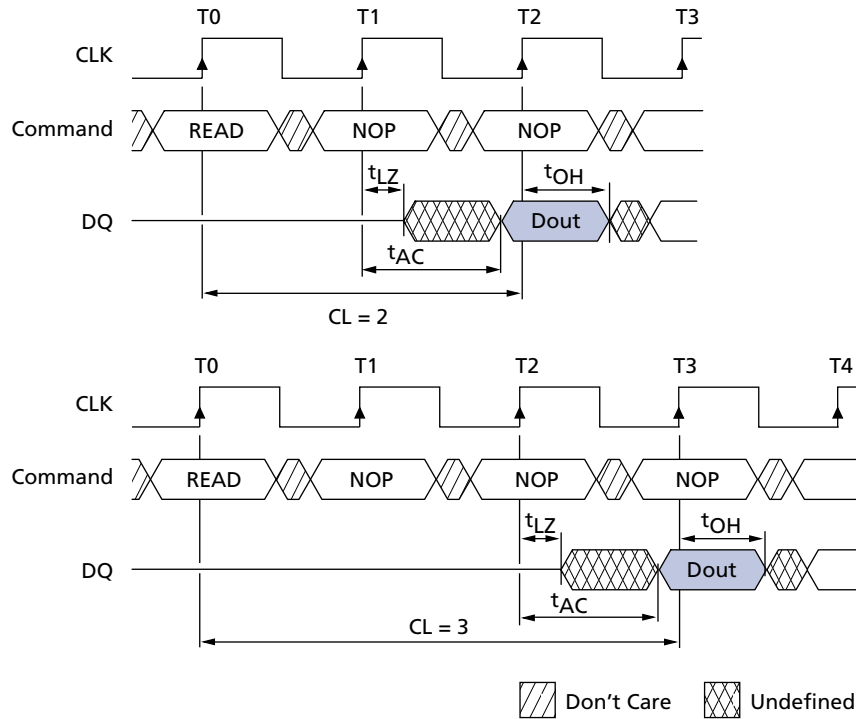 T0 T1 T2 T3
CLK
Command READ NOP NOP
tLZ tOH
DQ Dout
tAC
CL = 2
T0 T1 T2 T3 T4
CLK
Command READ NOP NOP NOP
tLZ tOH
DQ Dout
tAC
CL = 3
Don't Care Undefined